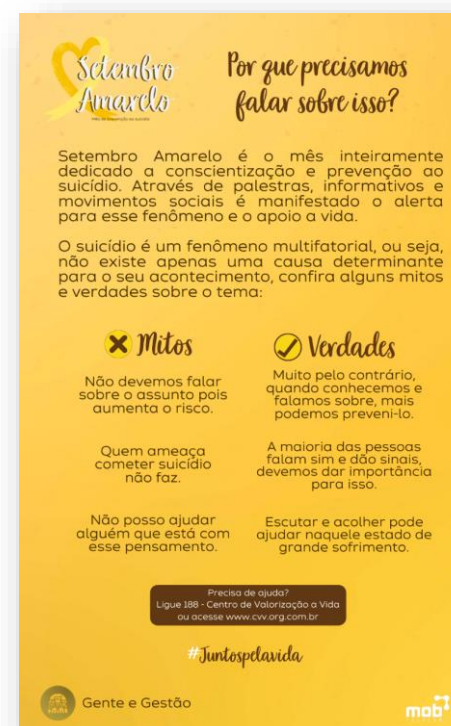 Setembro
Amarelo
Por que precisamos
falar sobre isso?
Setembro Amarelo é o mês inteiramente
dedicado a conscientização e prevenção ao
suicídio. Através de palestras, informativos e
movimentos sociais é manifestado o alerta
para esse fenômeno e o apoio a vida.
O suicídio é um fenômeno multifatorial, ou seja,
não existe apenas uma causa determinante
para o seu acontecimento, confira alguns mitos
e verdades sobre o tema:
Mitos
Não devemos falar
sobre o assunto pois
aumenta o risco.
Quem ameaça
cometer suicídio
não faz.
Não posso ajudar
alguém que está com
esse pensamento.
Verdades
Muito pelo contrário,
quando conhecemos e
falamos sobre, mais
podemos preveni-lo.
A maioria das pessoas
falam sim e dão sinais,
devemos dar importância
para isso.
Escutar e acolher pode
ajudar naquele estado de
grande sofrimento.
Precisa de ajuda?
Ligue 188 - Centro de Valorização a Vida
ou acesse www.cvv.org.com.br
#Juntospelavida
Gente e Gestão
mob